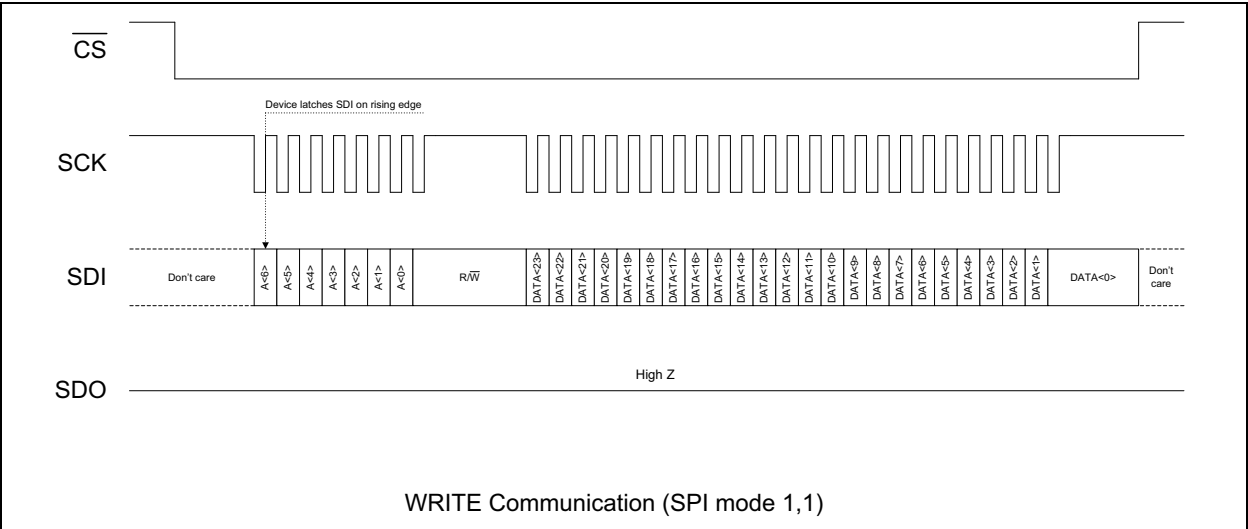 CS
Device latches SDI on rising edge
SCK
SDI
Don't care
A<6>
A<5>
A<4>
A<3>
A<2>
A<1>
A<0>
R/W
DATA<23>
DATA<22>
DATA<21>
DATA<20>
DATA<19>
DATA<18>
DATA<17>
DATA<16>
DATA<15>
DATA<14>
DATA<13>
DATA<12>
DATA<11>
DATA<10>
DATA<9>
DATA<8>
DATA<7>
DATA<6>
DATA<5>
DATA<4>
DATA<3>
DATA<2>
DATA<1>
DATA<0>
Don't
care
High Z
SDO
WRITE Communication (SPI mode 1,1)